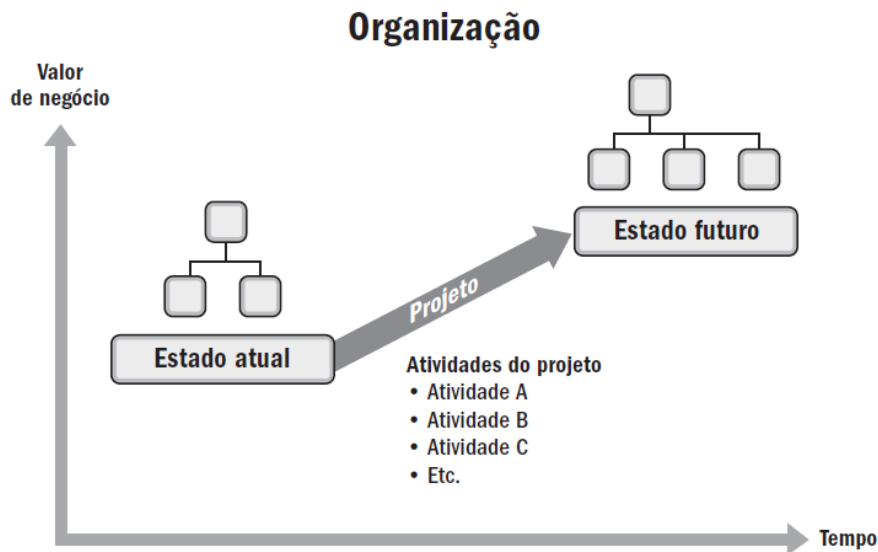 Organização
Valor
de negócio
Estado futuro
Projeto
Estado atual
Atividades do projeto
• Atividade A
• Atividade B
• Atividade C
• Etc.
Tempo